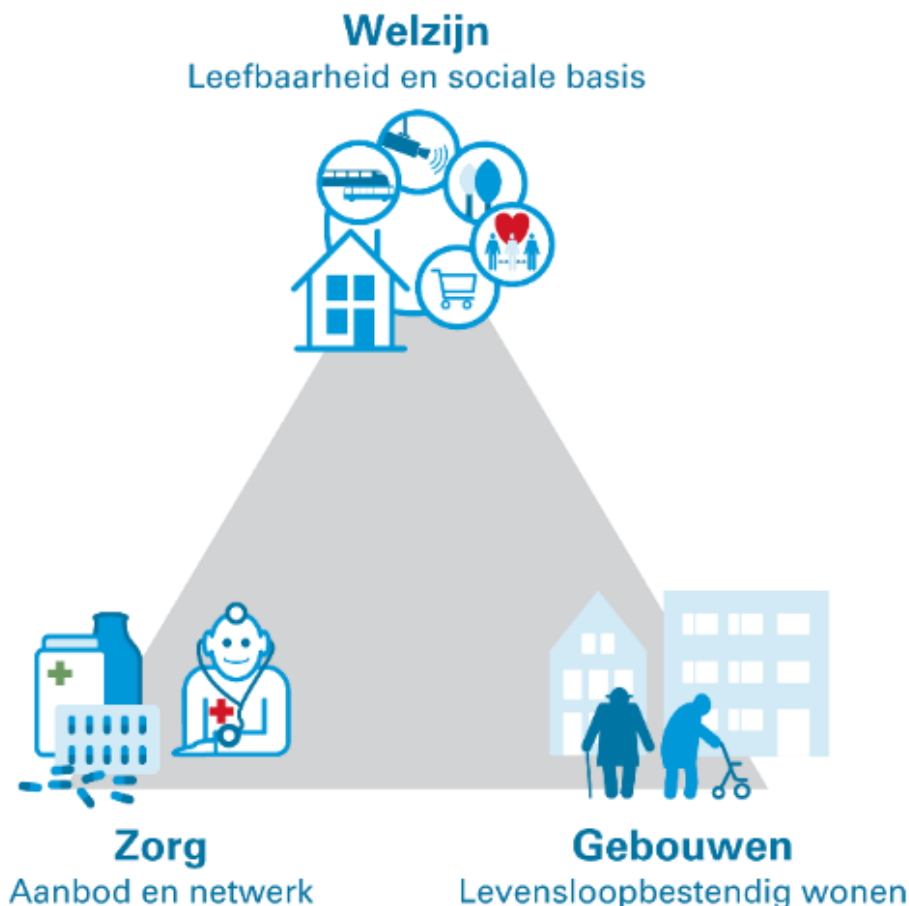 Welzijn
Leefbaarheid en sociale basis
Zorg
Aanbod en netwerk
Gebouwen
Levensloopbestendig wonen